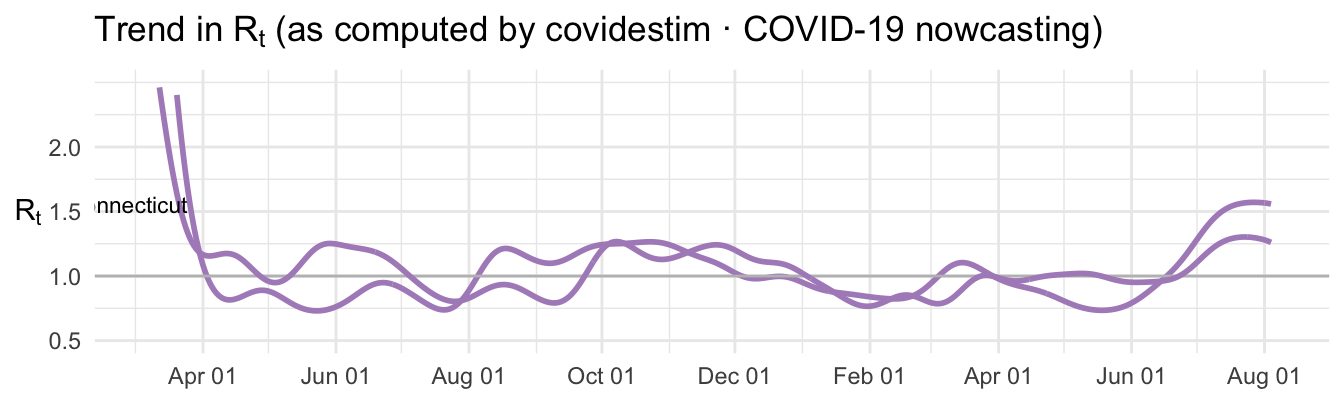 Trend in Rt (as computed by covidestim · COVID-19 nowcasting)
2.0
Rt 1.5 nnecticut
1.0
0.5
Apr 01 Jun 01 Aug 01 Oct 01 Dec 01 Feb 01 Apr 01 Jun 01 Aug 01